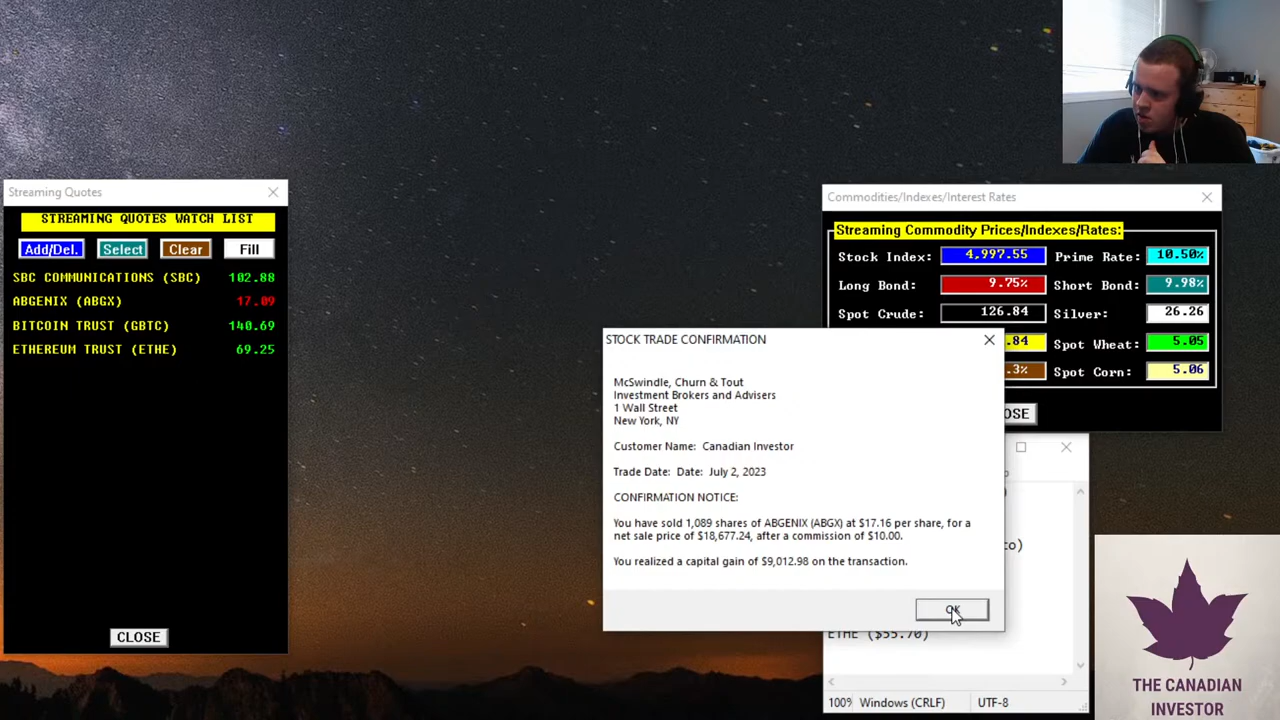 Streaming Quotes
STREAMING QUOTES WATCH LIST
Add/Del. Select Clear Fill
SBC COMMUNICATIONS (SBC) 102.88
ABGENIX (ABGX) 17.09
BITCOIN TRUST (GBTC) 140.69
ETHEREUM TRUST (ETHE) 69.25
CLOSE
Commodities/Indexes/Interest Rates
Streaming Commodity Prices/Indexes/Rates:
Stock Index: 4,997.55 Prime Rate: 10.50%
Long Bond: 9.75% Short Bond: 9.98%
Spot Crude: 126.84 Silver: 26.26
.84 Spot Wheat: 5.05
.3% Spot Corn: 5.06
OSE
STOCK TRADE CONFIRMATION
McSwindle, Churn & Tout
Investment Brokers and Advisers
1 Wall Street
New York, NY
Customer Name: Canadian Investor
Trade Date: Date: July 2, 2023
CONFIRMATION NOTICE:
You have sold 1,089 shares of ABGENIX (ABGX) at $17.16 per share, for a
net sale price of $18,677.24, after a commission of $10.00.
You realized a capital gain of $9,012.98 on the transaction.
OK
ETHE ($55.70)
100% Windows (CRLF) UTF-8
THE CANADIAN
INVESTOR